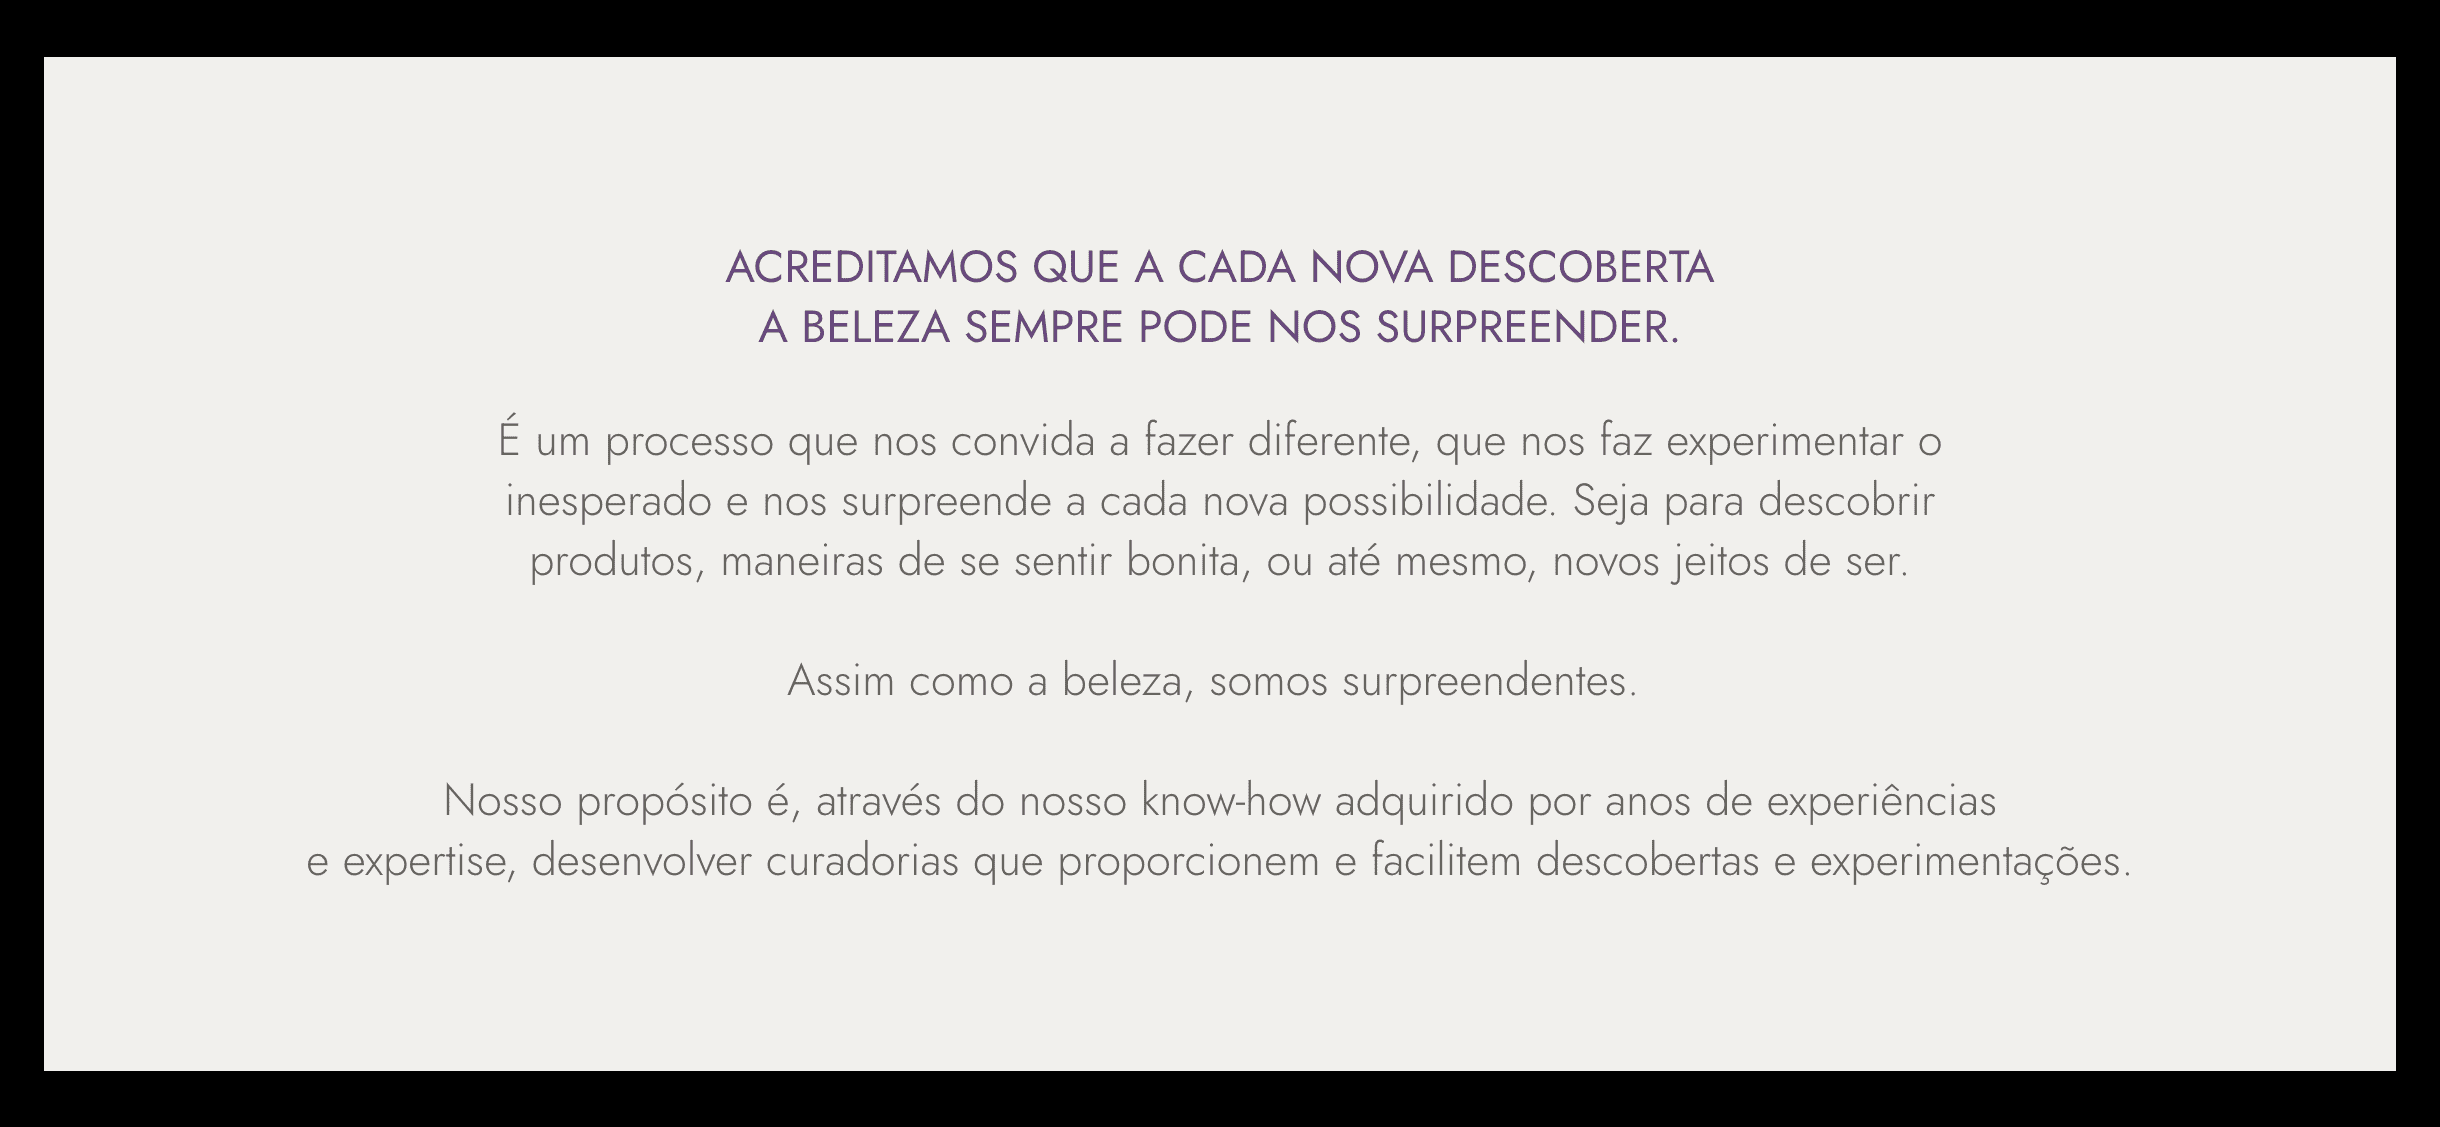 ACREDITAMOS QUE A CADA NOVA DESCOBERTA
A BELEZA SEMPRE PODE NOS SURPREENDER.
É um processo que nos convida a fazer diferente, que nos faz experimentar o
inesperado e nos surpreende a cada nova possibilidade. Seja para descobrir
produtos, maneiras de se sentir bonita, ou até mesmo, novos jeitos de ser.
Assim como a beleza, somos surpreendentes.
Nosso propósito é, através do nosso know-how adquirido por anos de experiências
e expertise, desenvolver curadorias que proporcionem e facilitem descobertas e experimentações.